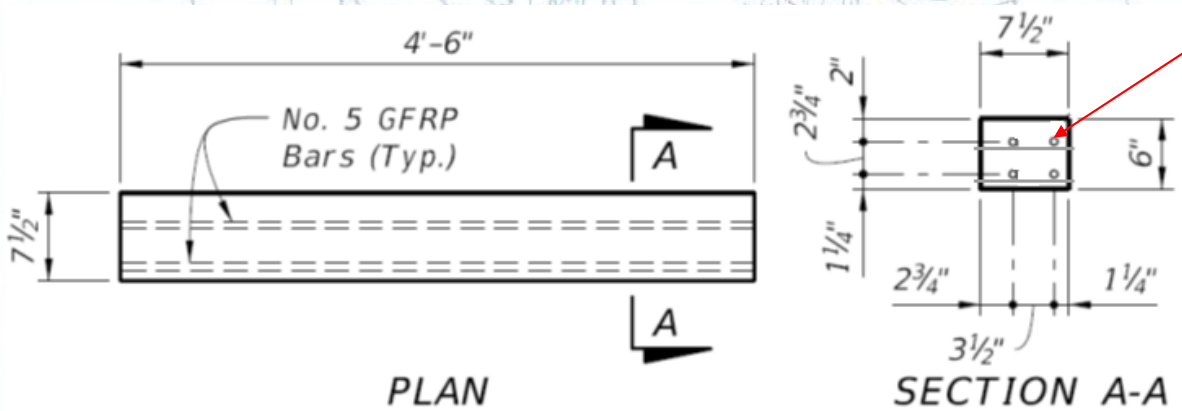 4'-6"
No. 5 GFRP
Bars (Typ.)
A
7½"
A
PLAN
7½"
2"
2¾"
6"
1¼"
2¾"
1¼"
3½"
SECTION A-A